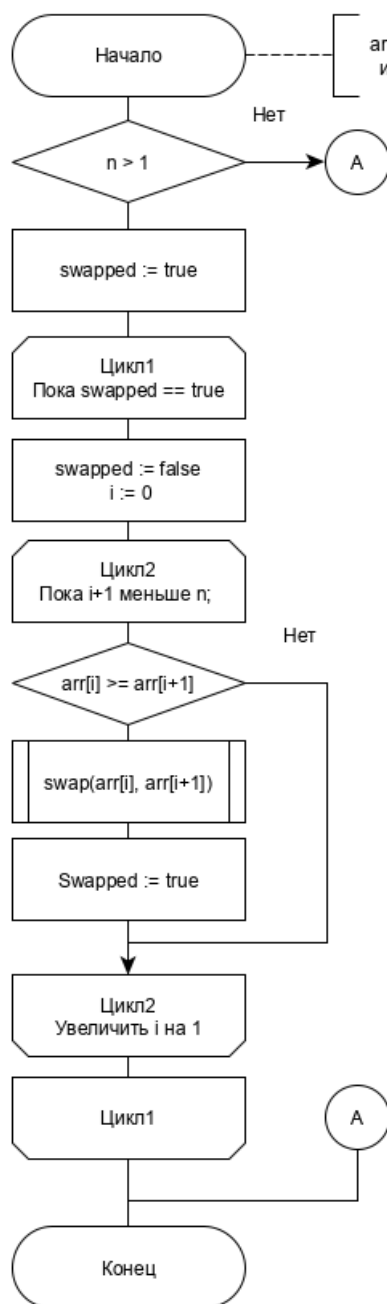 Начало
Нет
n > 1
A
swapped := true
Цикл1
Пока swapped == true
swapped := false
i := 0
Цикл2
Пока i+1 меньше n;
Нет
arr[i] >= arr[i+1]
swap(arr[i], arr[i+1])
Swapped := true
Цикл2
Увеличить i на 1
Цикл1
A
Конец